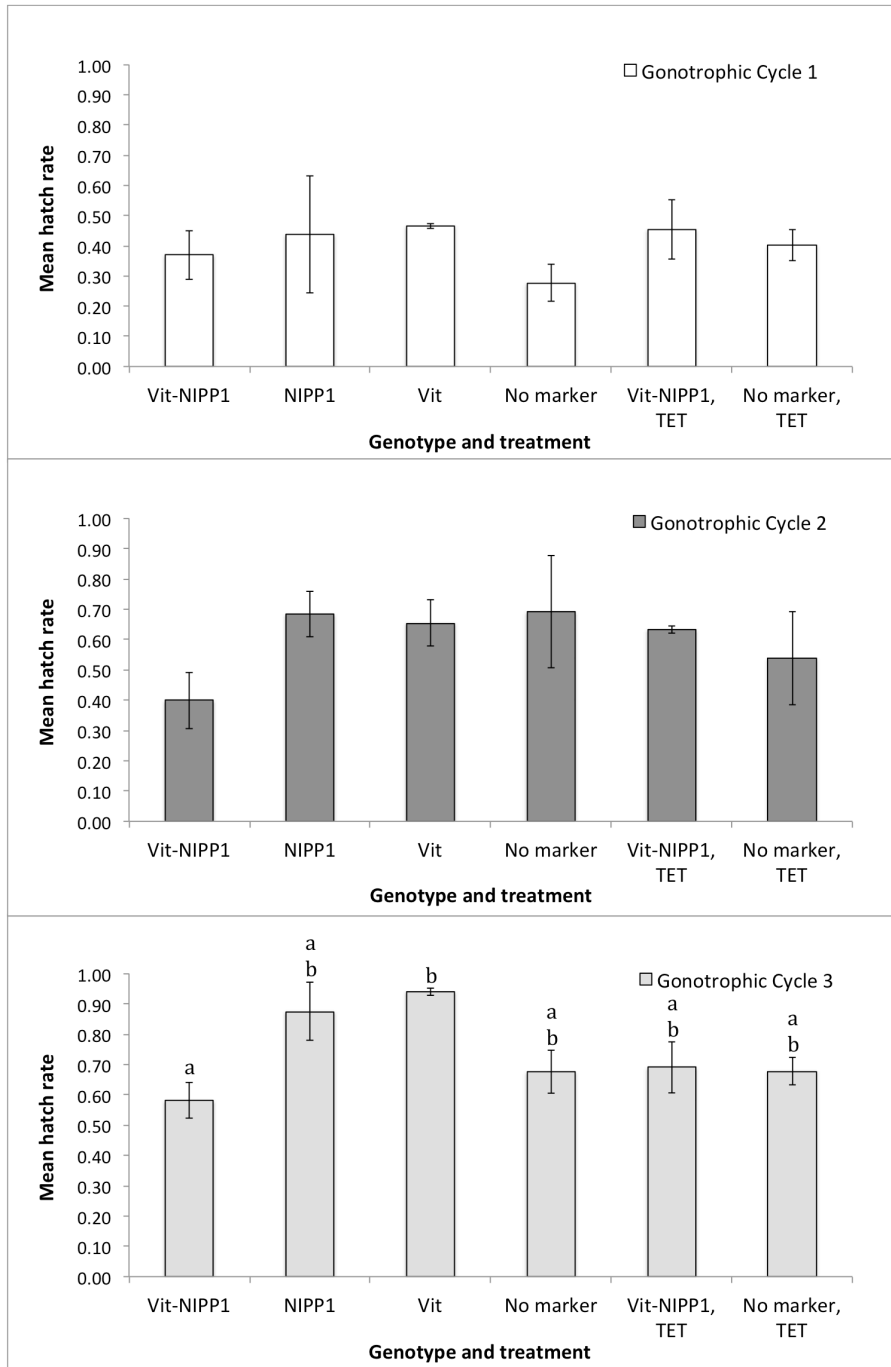 Gonotrophic Cycle 1
Mean hatch rate
1.00
0.90
0.80
0.70
0.60
0.50
0.40
0.30
0.20
0.10
0.00
Vit-NIPP1 NIPP1 Vit No marker Vit-NIPP1, No marker,
TET TET
Genotype and treatment
Gonotrophic Cycle 2
Mean hatch rate
1.00
0.90
0.80
0.70
0.60
0.50
0.40
0.30
0.20
0.10
0.00
Vit-NIPP1 NIPP1 Vit No marker Vit-NIPP1, No marker,
TET TET
Genotype and treatment
Gonotrophic Cycle 3
Mean hatch rate
1.00
0.90
0.80
0.70
0.60
0.50
0.40
0.30
0.20
0.10
0.00
a
a
b
b
a
b
a
b
a
b
Vit-NIPP1 NIPP1 Vit No marker Vit-NIPP1, No marker,
TET TET
Genotype and treatment